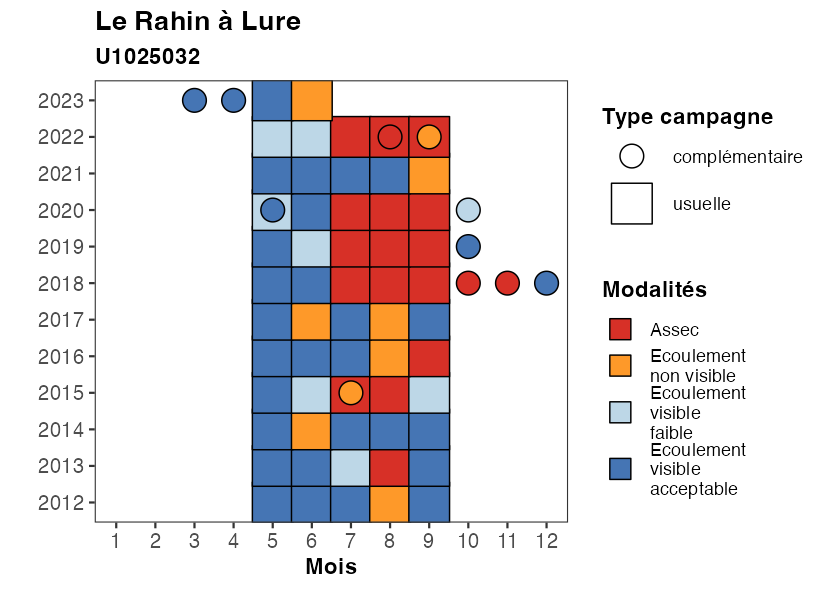 Le Rahin à Lure
U1025032
2023
2022
2021
2020
2019
2018
2017
2016
2015
2014
2013
2012
1 2 3 4 5 6 7 8 9 10 11 12
Mois
Type campagne
complémentaire
usuelle
Modalités
Assec
Ecoulement
non visible
Ecoulement
visible
faible
Ecoulement
visible
acceptable